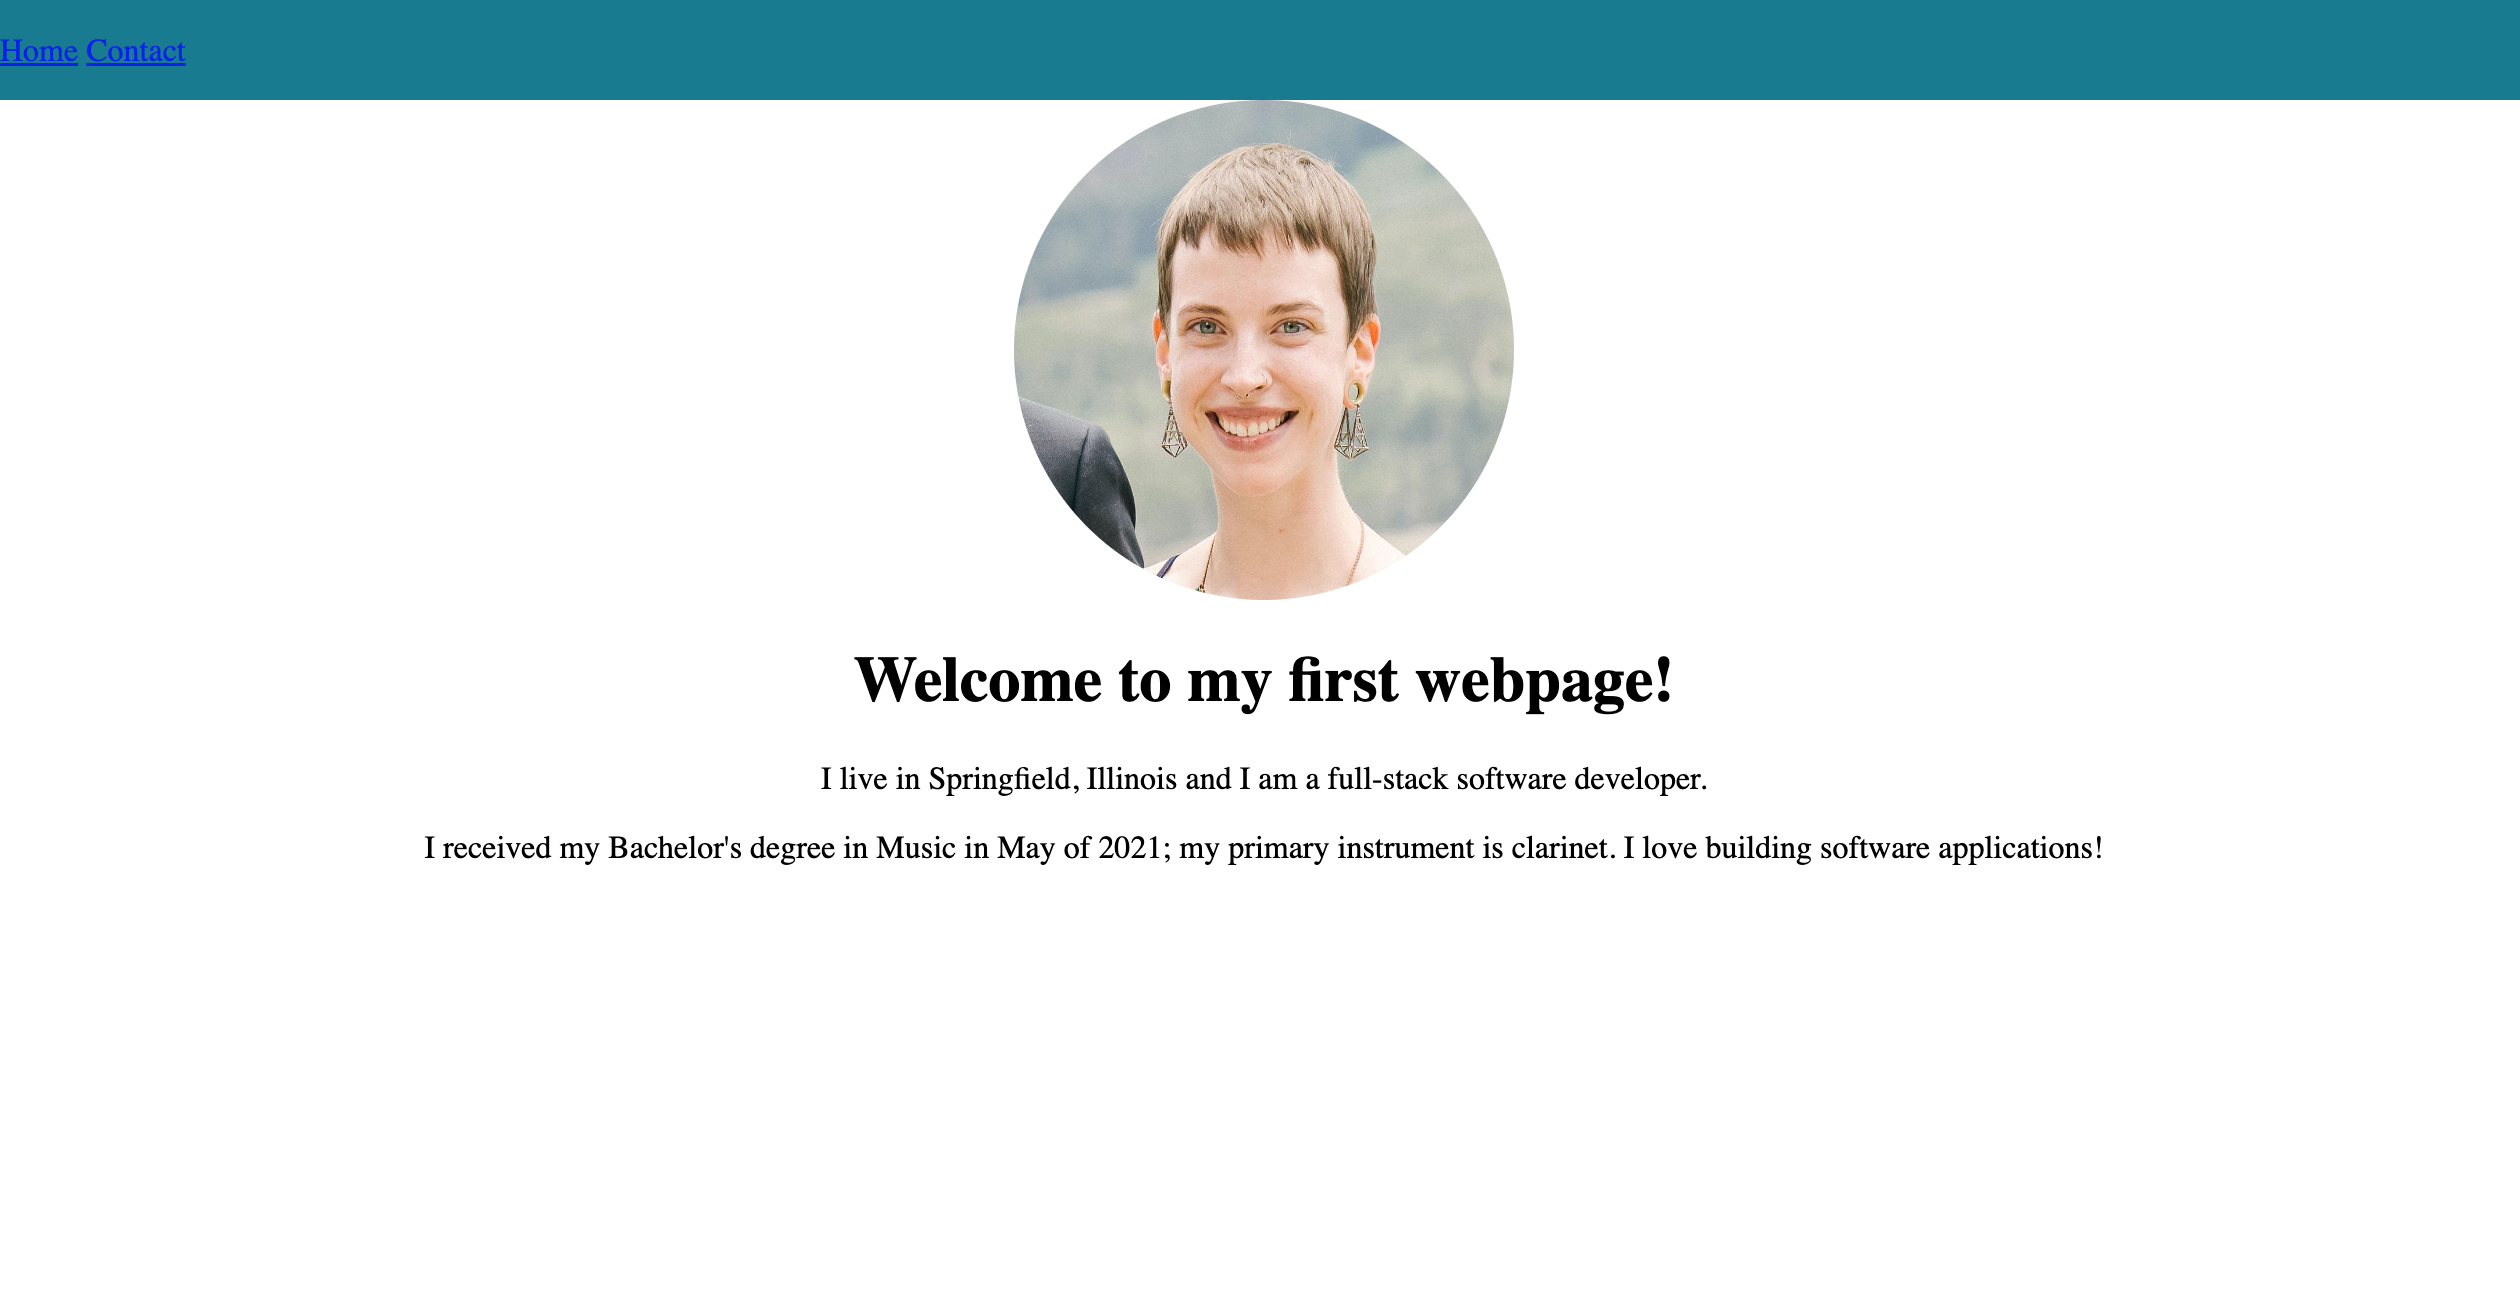 Home Contact
Welcome to my first webpage!
I live in Springfield, Illinois and I am a full-stack software developer.
I received my Bachelor's degree in Music in May of 2021; my primary instrument is clarinet. I love building software applications!